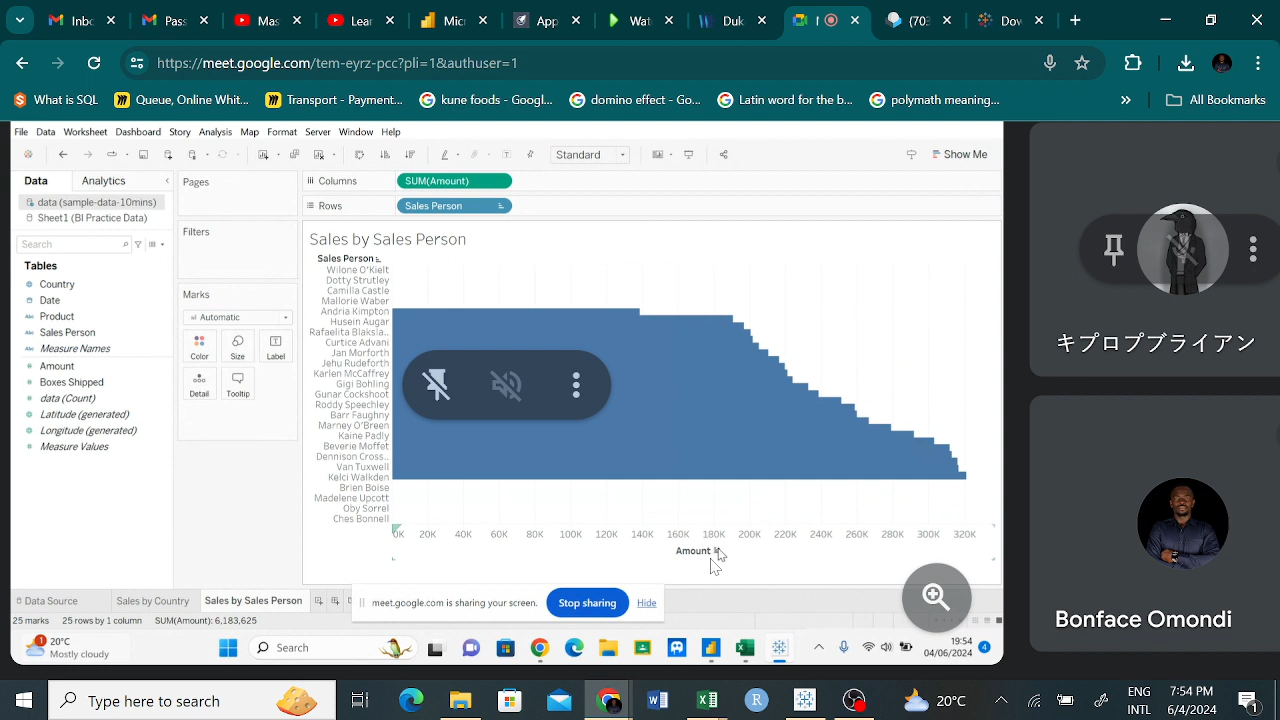 Inbo
Mas
Mas
Lea
Mic
App
Wat
Duk
(703
Dov
https://meet.google.com/tem-eyrz-pcc?pli=1&authuser=1
What is SQL
Queue, Online Writi...
Transport - Payment...
kune foods - Googl...
domino effect - Go...
Latin word for the b...
polymath meaning...
All Bookmarks
File Data Worksheet Dashboard Story Analysis Map Format Server Window Help
Standard
Show Me
Data Analytics
Pages
Columns SUM(Amount)
data (sample-data-10mins)
Rows Sales Person
Sheet1 (BI Practice Data)
Filters
Search
Sales by Sales Person
Tables
Sales Person
Country
Date
Product
Sales Person
Measure Names
Amount
Boxes Shipped
data (Count)
Latitude (generated)
Longitude (generated)
Measure Values
Marks
Automatic
Color Size Label
Detail Tooltip
Wilone O'Kielt
Dotty Strutley
Camilla Castle
Mallorie Waber
Andria Kimpton
Husein Augar
Rafaelita Blaksla..
Curtice Advani
Jan Morforth
Jehu Rudeforth
Karlen McCaffrey
Gigi Bohling
Gunar Cockshoot
Roddy Speechley
Barr Faughny
Marney O'Breen
Kaine Padly
Beverie Moffet
Dennison Cross..
Van Tuxwell
Kelci Walkden
Brien Boise
Madelene Upcott
Oby Sorrel
Ches Bonnell
0K 20K 40K 60K 80K 100K 120K 140K 160K 180K 200K 220K 240K 260K 280K 300K 320K
Amount
キプロプブライアン
Bonface Omondi
Data Source Sales by Country Sales by Sales Person
meet.google.com is sharing your screen. Stop sharing Hide
25 marks 25 rows by 1 column SUM(Amount): 6,183,625
20°C
Mostly cloudy
Search
19:54
04/06/2024
4
Type here to search
20°C
INTL
ENG
7:54 PM
6/4/2024